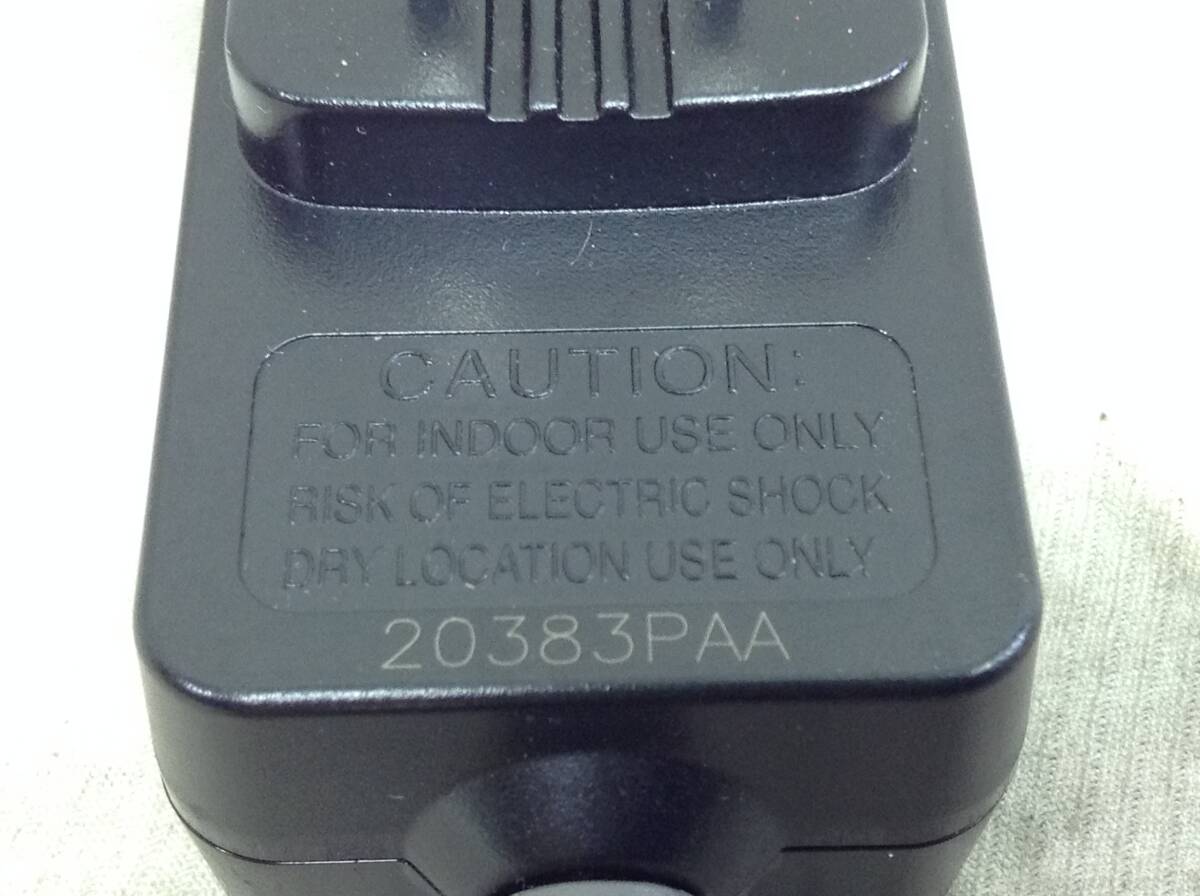 CAUTION:
FOR INDOOR USE ONLY
RISK OF ELECTRIC SHOCK
DRY LOCATION USE ONLY
20383PAA